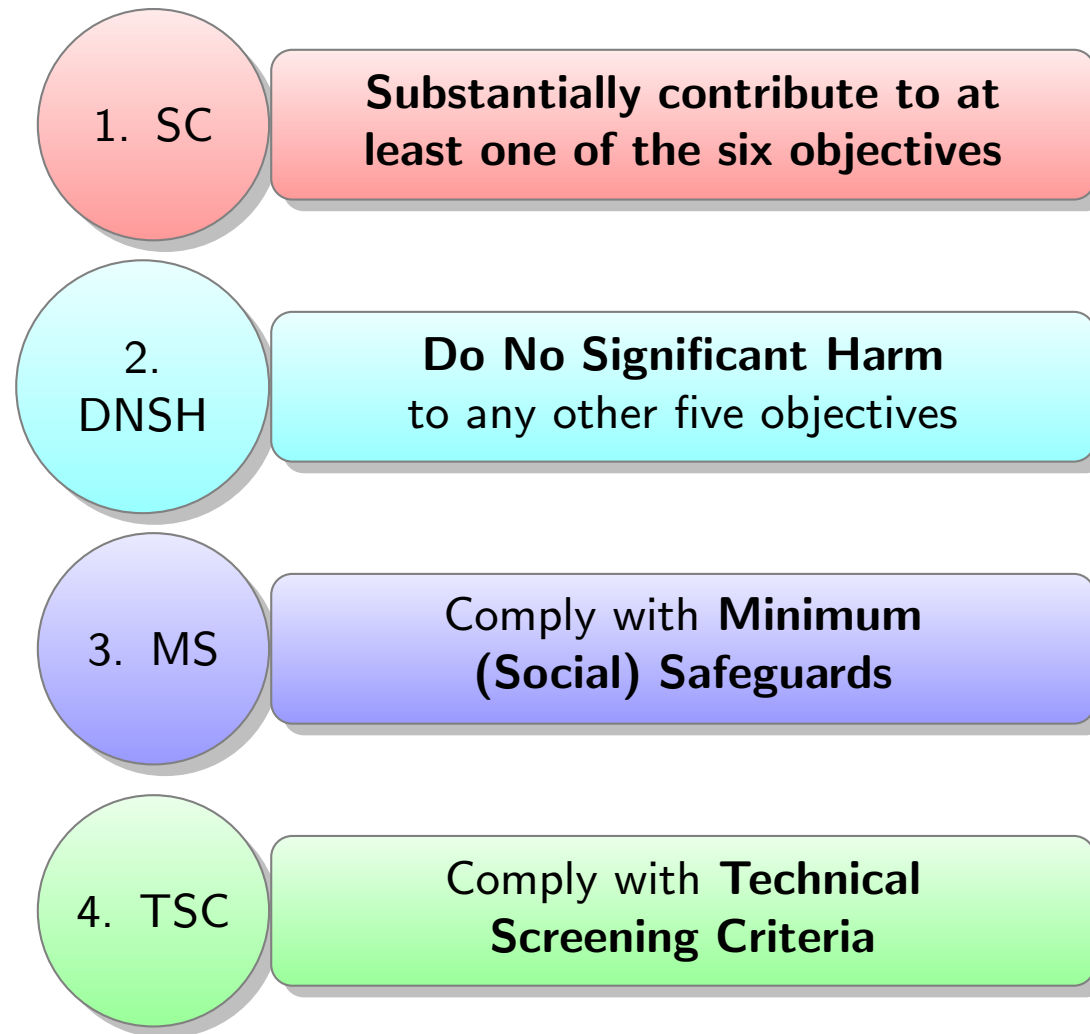 1. SC
Substantially contribute to at
least one of the six objectives
2.
DNSH
Do No Significant Harm
to any other five objectives
3. MS
Comply with Minimum
(Social) Safeguards
4. TSC
Comply with Technical
Screening Criteria